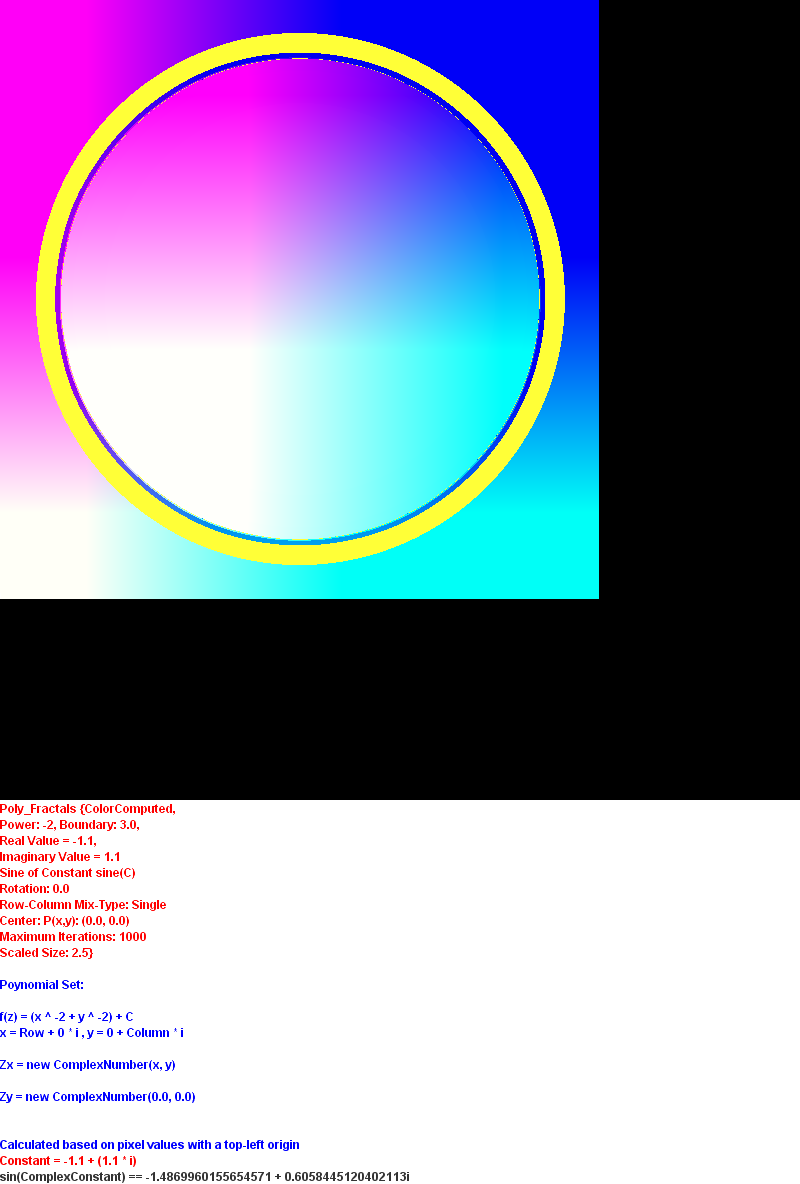 Poly_Fractals {ColorComputed,
Power: -2, Boundary: 3.0,
Real Value = -1.1,
Imaginary Value = 1.1
Sine of Constant sine(C)
Rotation: 0.0
Row-Column Mix-Type: Single
Center: P(x,y): (0.0, 0.0)
Maximum Iterations: 1000
Scaled Size: 2.5}
Poynomial Set:
f(z) = (x ^ -2 + y ^ -2) + C
x = Row + 0 * i , y = 0 + Column * i
Zx = new ComplexNumber(x, y)
Zy = new ComplexNumber(0.0, 0.0)
Calculated based on pixel values with a top-left origin
Constant = -1.1 + (1.1 * i)
sin(ComplexConstant) == -1.4869960155654571 + 0.6058445120402113i